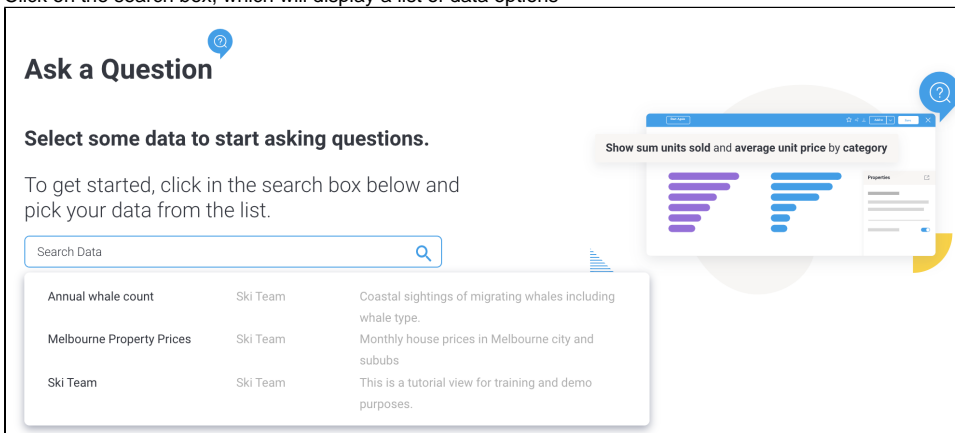 Click on the search box, which will display a list of data options
Ask a Question
Select some data to start asking questions.
To get started, click in the search box below and
pick your data from the list.
Search Data
Annual whale count Ski Team Coastal sightings of migrating whales including
whale type.
Melbourne Property Prices Ski Team Monthly house prices in Melbourne city and
sububs
Ski Team Ski Team This is a tutorial view for training and demo
purposes.
Show sum units sold and average unit price by category
Properties